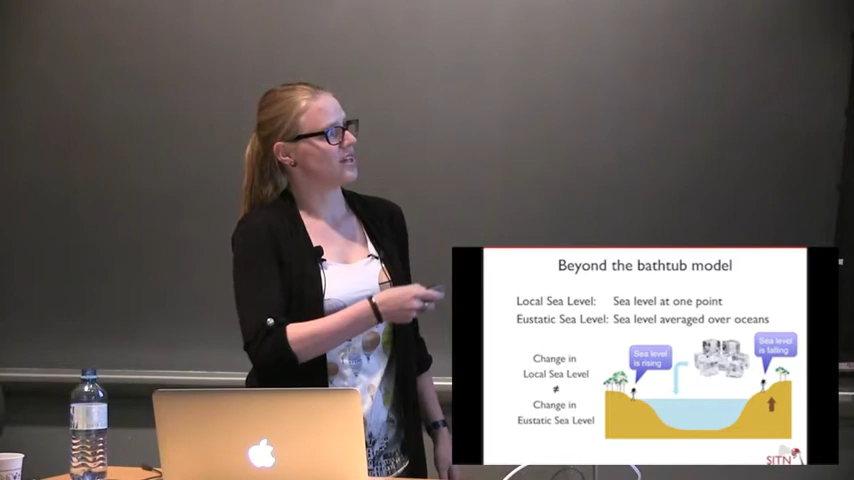 Beyond the bathtub model
Local Sea Level: Sea level at one point
Eustatic Sea Level: Sea level averaged over oceans
Sea level
is rising
Sea level
is falling
Change in
Local Sea Level
≠
Change in
Eustatic Sea Level
SITN